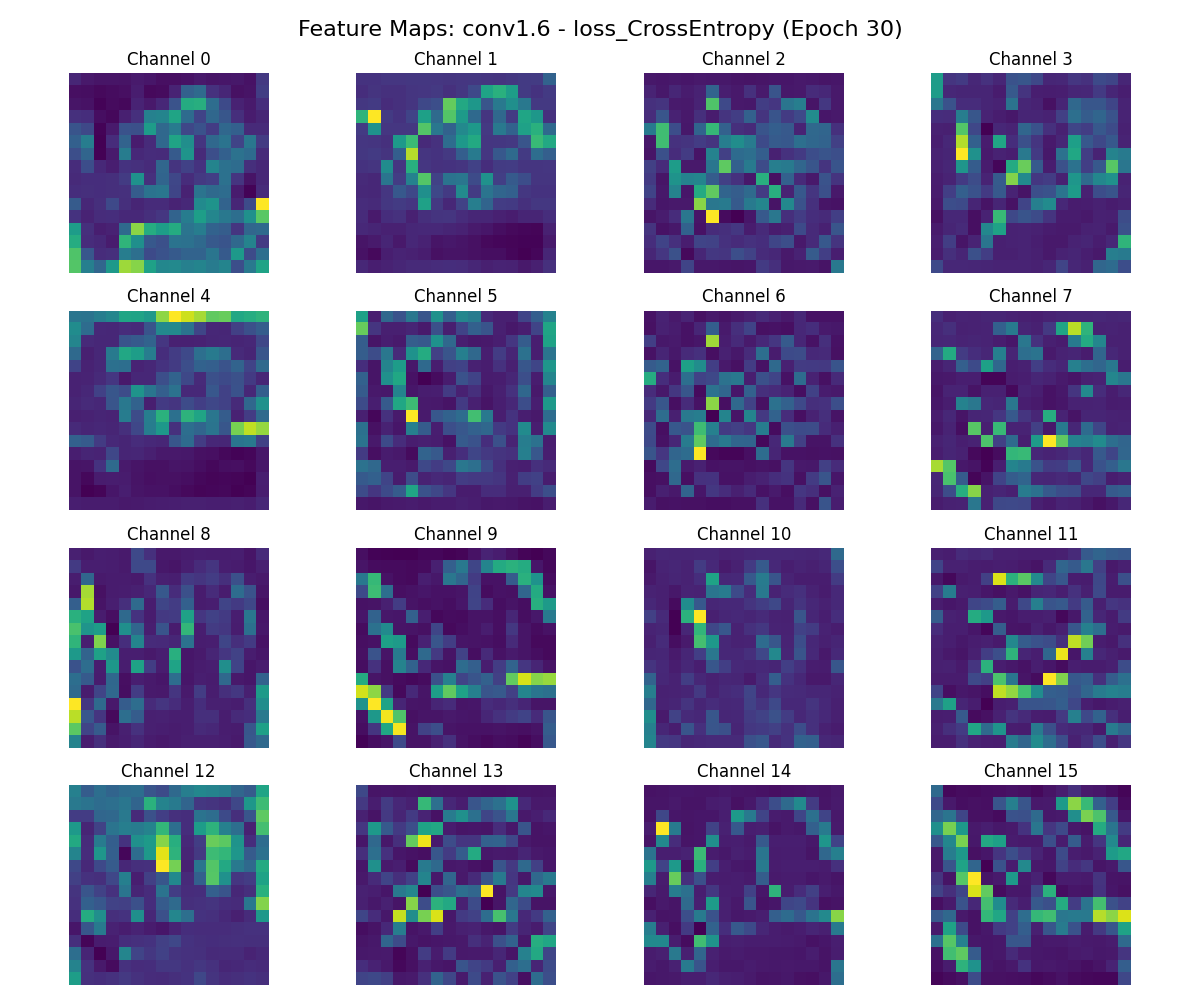 Feature Maps: conv1.6 - loss_CrossEntropy (Epoch 30)
Channel 0 Channel 1 Channel 2 Channel 3
Channel 4 Channel 5 Channel 6 Channel 7
Channel 8 Channel 9 Channel 10 Channel 11
Channel 12 Channel 13 Channel 14 Channel 15